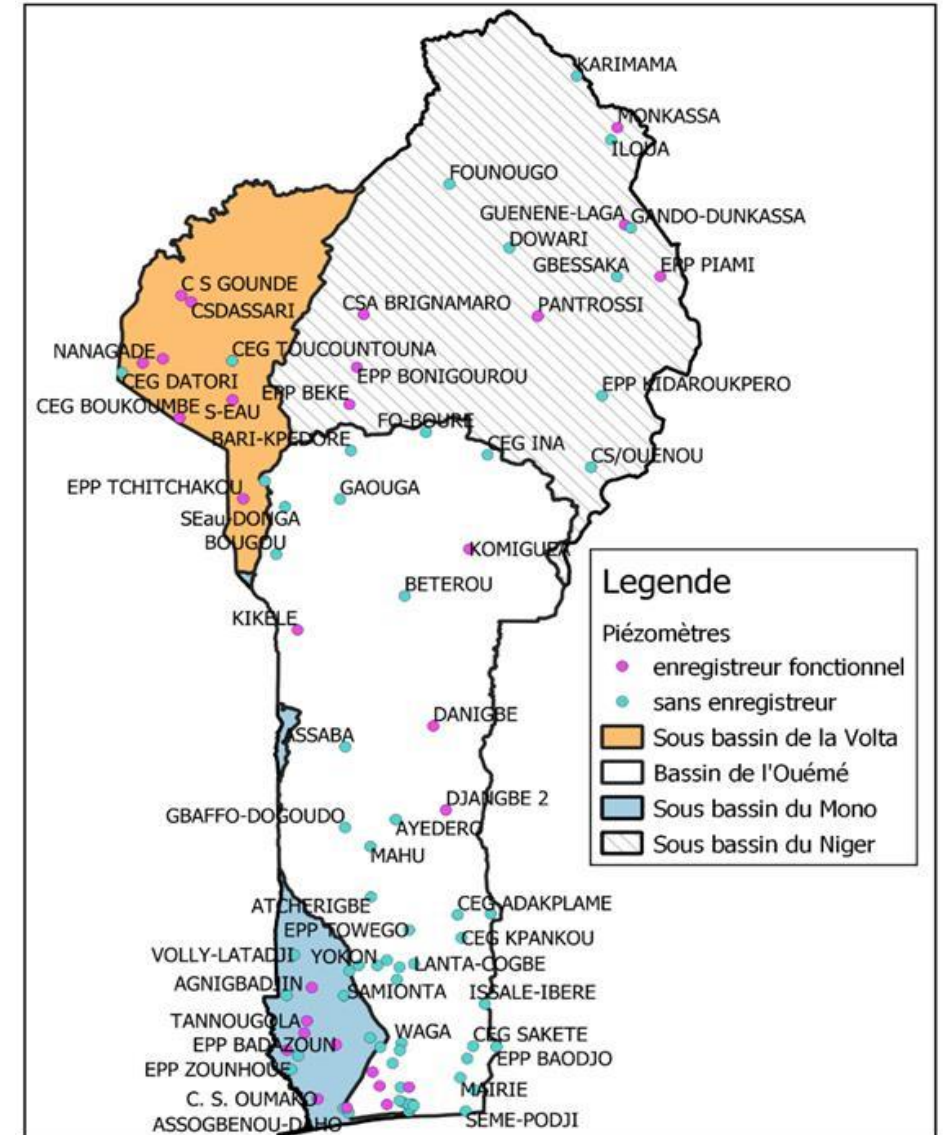 KARIMAMA
MONKASSA
ILOUA
FOUNOUGO
GUENENE-LAGA
GANDO-DUNKASSA
DOWARI
GBESSAKA
EPP PIAMI
C S GOUNDE
CSDASSARI
CSA BRIGNAMARO
PANTROSSI
NANAGADE
CEG TOUCOUNTOUNA
CEG DATORI
EPP BONIGOUROU
EPP BEKE
EPP KIDAROUKPERO
CEG BOUKOUMBE
S-EAU
FO-BOURE
BARI-KPEDORE
CEG INA
CS/OUENOU
EPP TCHITCHAKOU
GAOUGA
SEau-DONGA
BOUGOU
KOMIGUEA
BETEROU
KIKELE
DANIGBE
ASSABA
DJANGBE 2
GBAFFO-DOGOUDO
AYEDERO
MAHU
ATCHERIGBE
CEG ADAKPLAME
EPP TOWEGO
CEG KPANKOU
VOLLY-LATADJI
YOKON
LANTA-COGBE
AGNIGBADJIN
SAMIONTA
ISSALE-IBERE
TANNOUGOLA
WAGA
CEG SAKETE
EPP BADAZOUN
EPP BAODJO
EPP ZOUNHOUE
MAIRIE
C. S. OUMAKO
ASSOGBENOU-DAHO
SEME-PODJI
Legende
Piézomètres
enregistreur fonctionnel
sans enregistreur
Sous bassin de la Volta
Bassin de l'Ouémé
Sous bassin du Mono
Sous bassin du Niger